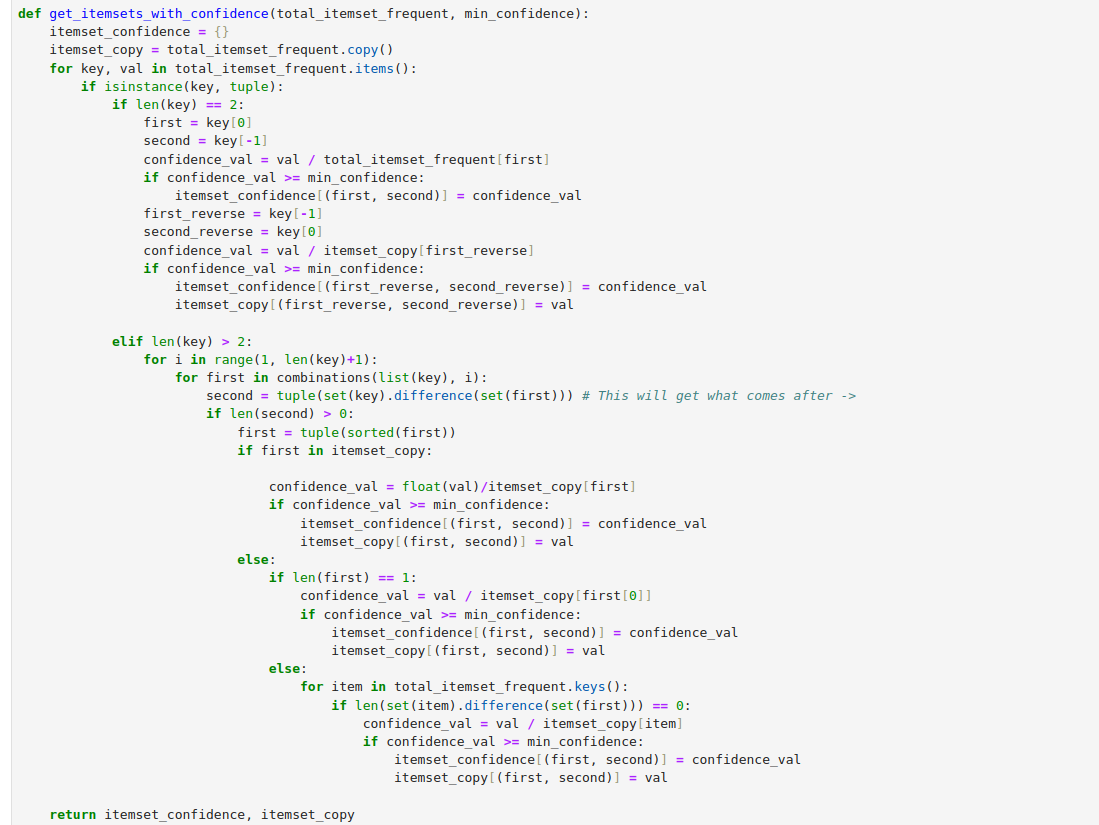 def get_itemsets_with_confidence(total_itemset_frequent, min_confidence):
    itemset_confidence = {}
    itemset_copy = total_itemset_frequent.copy()
    for key, val in total_itemset_frequent.items():
        if isinstance(key, tuple):
            if len(key) == 2:
                first = key[0]
                second = key[-1]
                confidence_val = val / total_itemset_frequent[first]
                if confidence_val >= min_confidence:
                    itemset_confidence[(first, second)] = confidence_val
                first_reverse = key[-1]
                second_reverse = key[0]
                confidence_val = val / itemset_copy[first_reverse]
                if confidence_val >= min_confidence:
                    itemset_confidence[(first_reverse, second_reverse)] = confidence_val
                    itemset_copy[(first_reverse, second_reverse)] = val

            elif len(key) > 2:
                for i in range(1, len(key)+1):
                    for first in combinations(list(key), i):
                        second = tuple(set(key).difference(set(first))) # This will get what comes after ->
                        if len(second) > 0:
                            first = tuple(sorted(first))
                            if first in itemset_copy:

                                confidence_val = float(val)/itemset_copy[first]
                                if confidence_val >= min_confidence:
                                    itemset_confidence[(first, second)] = confidence_val
                                    itemset_copy[(first, second)] = val
                            else:
                                if len(first) == 1:
                                    confidence_val = val / itemset_copy[first[0]]
                                    if confidence_val >= min_confidence:
                                        itemset_confidence[(first, second)] = confidence_val
                                        itemset_copy[(first, second)] = val
                                else:
                                    for item in total_itemset_frequent.keys():
                                        if len(set(item).difference(set(first))) == 0:
                                            confidence_val = val / itemset_copy[item]
                                            if confidence_val >= min_confidence:
                                                itemset_confidence[(first, second)] = confidence_val
                                                itemset_copy[(first, second)] = val

    return itemset_confidence, itemset_copy